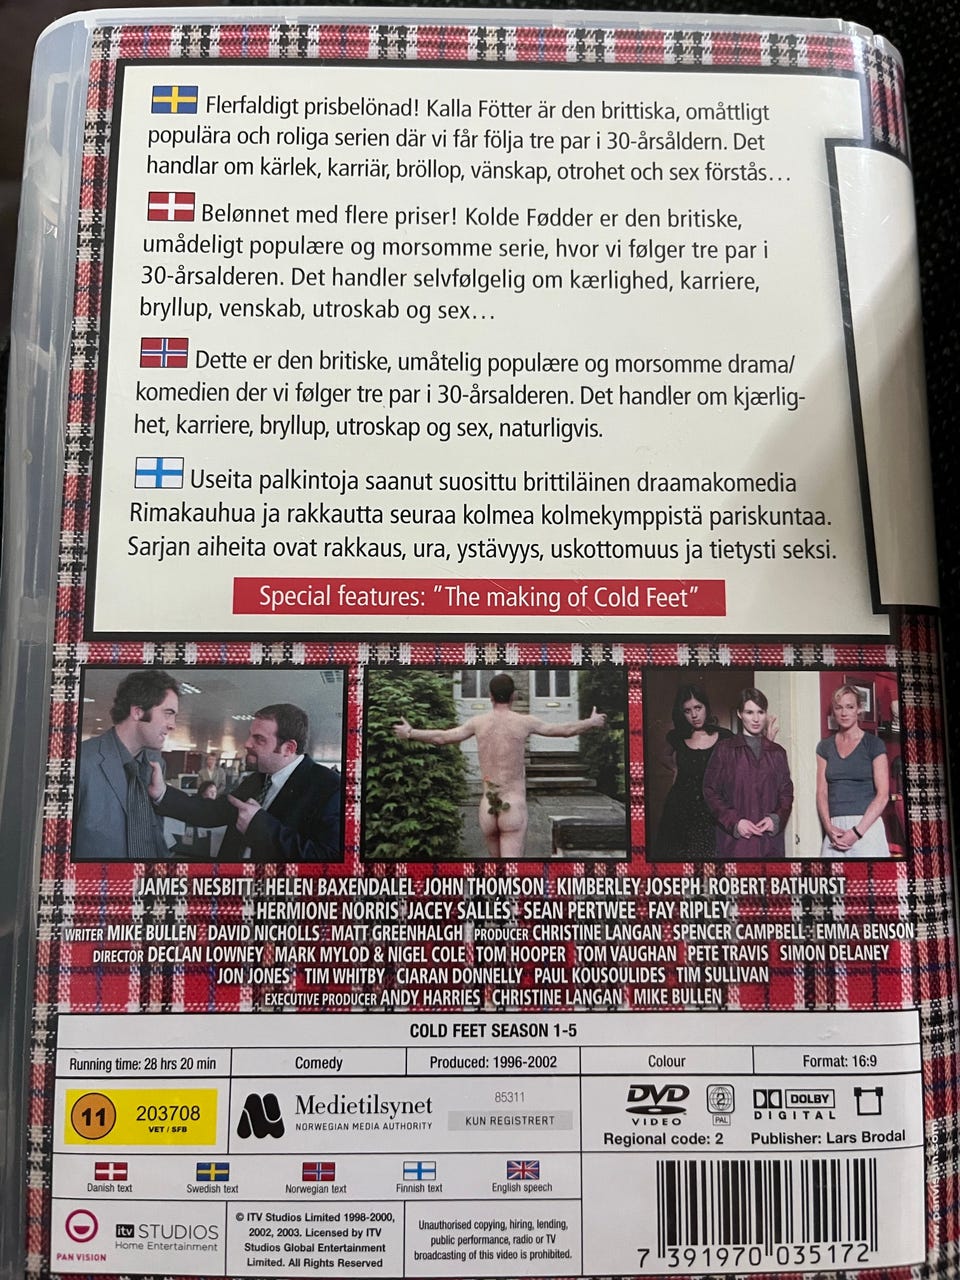 Flerfaldigt prisbelönad! Kalla Fötter är den brittiska, omåttligt
populära och roliga serien där vi får följa tre par i 30-årsåldern. Det
handlar om kärlek, karriär, bröllop, vänskap, otrohet och sex förstås...
Belønnet med flere priser! Kolde Fødder er den britiske,
umådeligt populære og morsomme serie, hvor vi følger tre par i
30-årsalderen. Det handler selvfølgelig om kærlighed, karriere,
bryllup, venskab, utroskab og sex...
Dette er den britiske, umåtelig populære og morsomme drama/
komedien der vi følger tre par i 30-årsalderen. Det handler om kjærlig-
het, karriere, bryllup, utroskap og sex, naturligvis.
Useita palkintoja saanut suosittu brittiläinen draamakomedia
Rimakauhua ja rakkautta seuraa kolmea kolmekymppistä pariskuntaa.
Sarjan aiheita ovat rakkaus, ura, ystävyys, uskottomuus ja tietysti seksi.
Special features: "The making of Cold Feet"
JAMES NESBITT HELEN BAXENDALEL JOHN THOMSON KIMBERLEY JOSEPH ROBERT BATHURST
HERMIONE NORRIS JACEY SALLÉS SEAN PERTWEE FAY RIPLEY
WRITER MIKE BULLEN DAVID NICHOLLS MATT GREENHALGH PRODUCER CHRISTINE LANGAN SPENCER CAMPBELL EMMA BENSON
DIRECTOR DECLAN LOWNEY MARK MYLOD & NIGEL COLE TOM HOOPER TOM VAUGHAN PETE TRAVIS SIMON DELANEY
JON JONES TIM WHITBY CIARAN DONNELLY PAUL KOUSOULIDES TIM SULLIVAN
EXECUTIVE PRODUCER ANDY HARRIES CHRISTINE LANGAN MIKE BULLEN
COLD FEET SEASON 1-5
Running time: 28 hrs 20 min Comedy Produced: 1996-2002 Colour Format: 16:9
11 203708
VET / SFB
Medietilsynet
NORWEGIAN MEDIA AUTHORITY
85311
KUN REGISTRERT
DVD
VIDEO
2
PAL
DOLBY
DIGITAL
Regional code: 2 Publisher: Lars Brodal
Danish text Swedish text Norwegian text Finnish text English speech
PAN VISION
itv STUDIOS
Home Entertainment
© ITV Studios Limited 1998-2000,
2002, 2003. Licensed by ITV
Studios Global Entertainment
Limited. All Rights Reserved
Unauthorised copying, hiring, lending,
public performance, radio or TV
broadcasting of this video is prohibited.
7 391970 035172
panvision.com